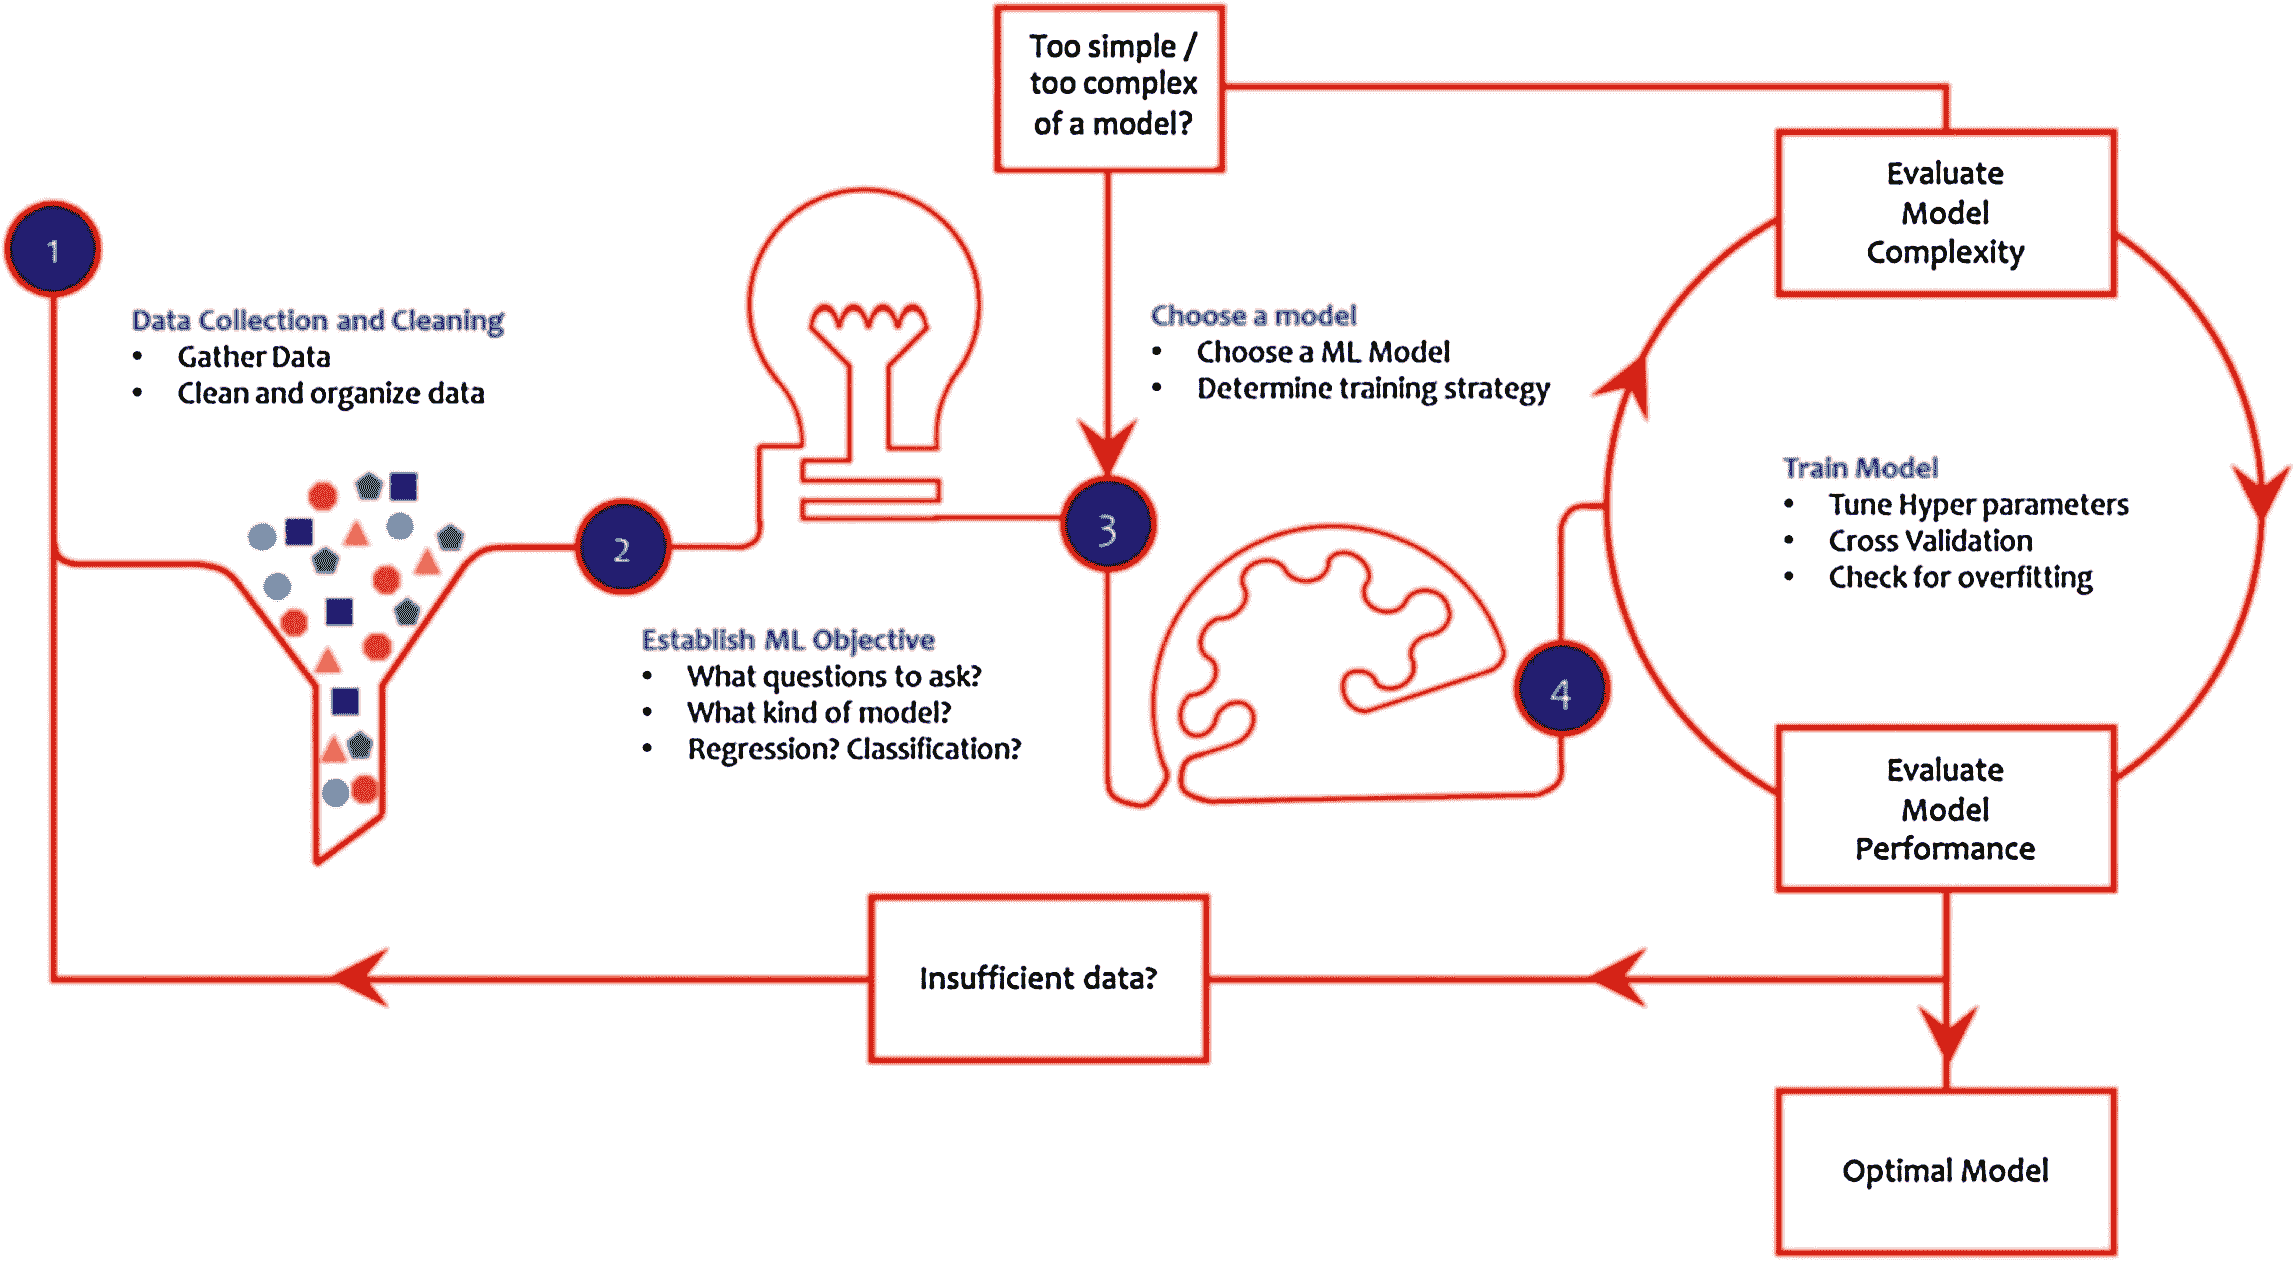 Too simple /
too complex
of a model?
Evaluate
Model
Complexity
1
Data Collection and Cleaning
• Gather Data
• Clean and organize data
2
Establish ML Objective
• What questions to ask?
• What kind of model?
• Regression? Classification?
3
Choose a model
• Choose a ML Model
• Determine training strategy
4
Train Model
• Tune Hyper parameters
• Cross Validation
• Check for overfitting
Evaluate
Model
Performance
Insufficient data?
Optimal Model